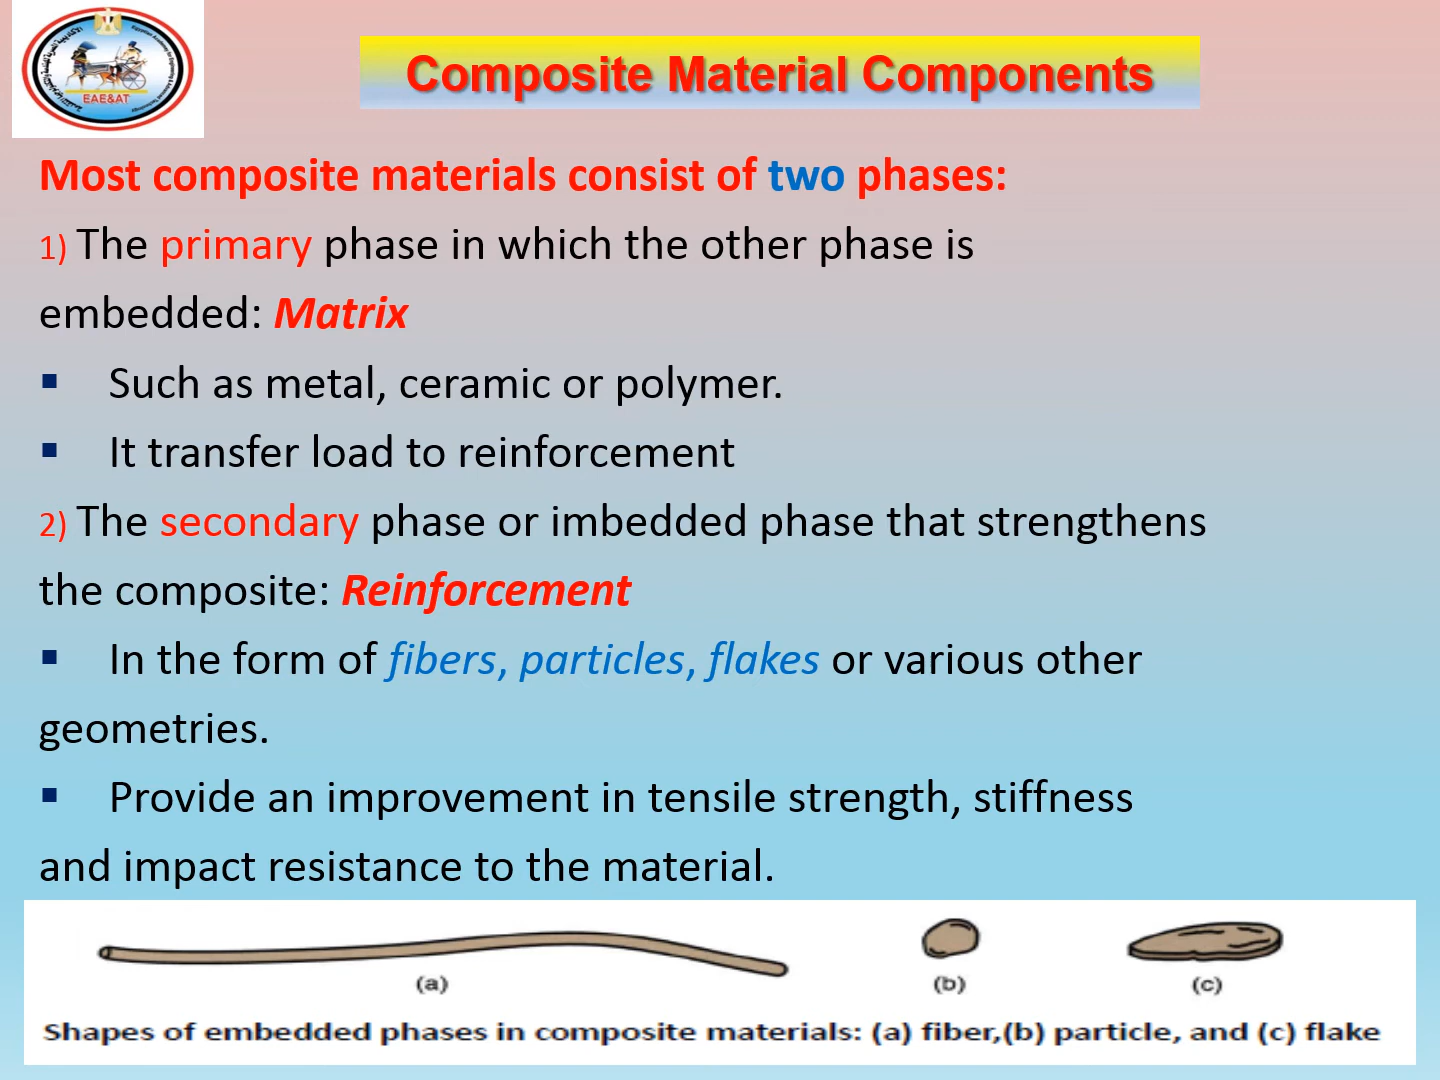 EAE&AT
Composite Material Components
Most composite materials consist of two phases:
1) The primary phase in which the other phase is
embedded: Matrix
▪ Such as metal, ceramic or polymer.
▪ It transfer load to reinforcement
2) The secondary phase or imbedded phase that strengthens
the composite: Reinforcement
▪ In the form of fibers, particles, flakes or various other
geometries.
▪ Provide an improvement in tensile strength, stiffness
and impact resistance to the material.
(a) (b) (c)
Shapes of embedded phases in composite materials: (a) fiber,(b) particle, and (c) flake